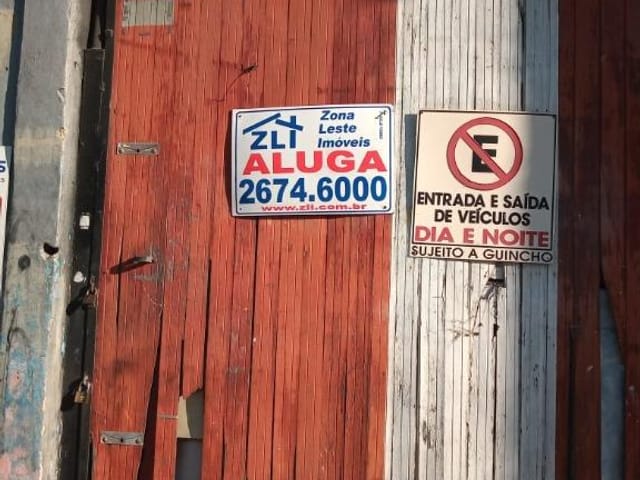 ZLI
Zona
Leste
Imóveis
ALUGA
2674.6000
www.zli.com.br
E
ENTRADA E SAÍDA
DE VEÍCULOS
DIA E NOITE
SUJEITO A GUINCHO